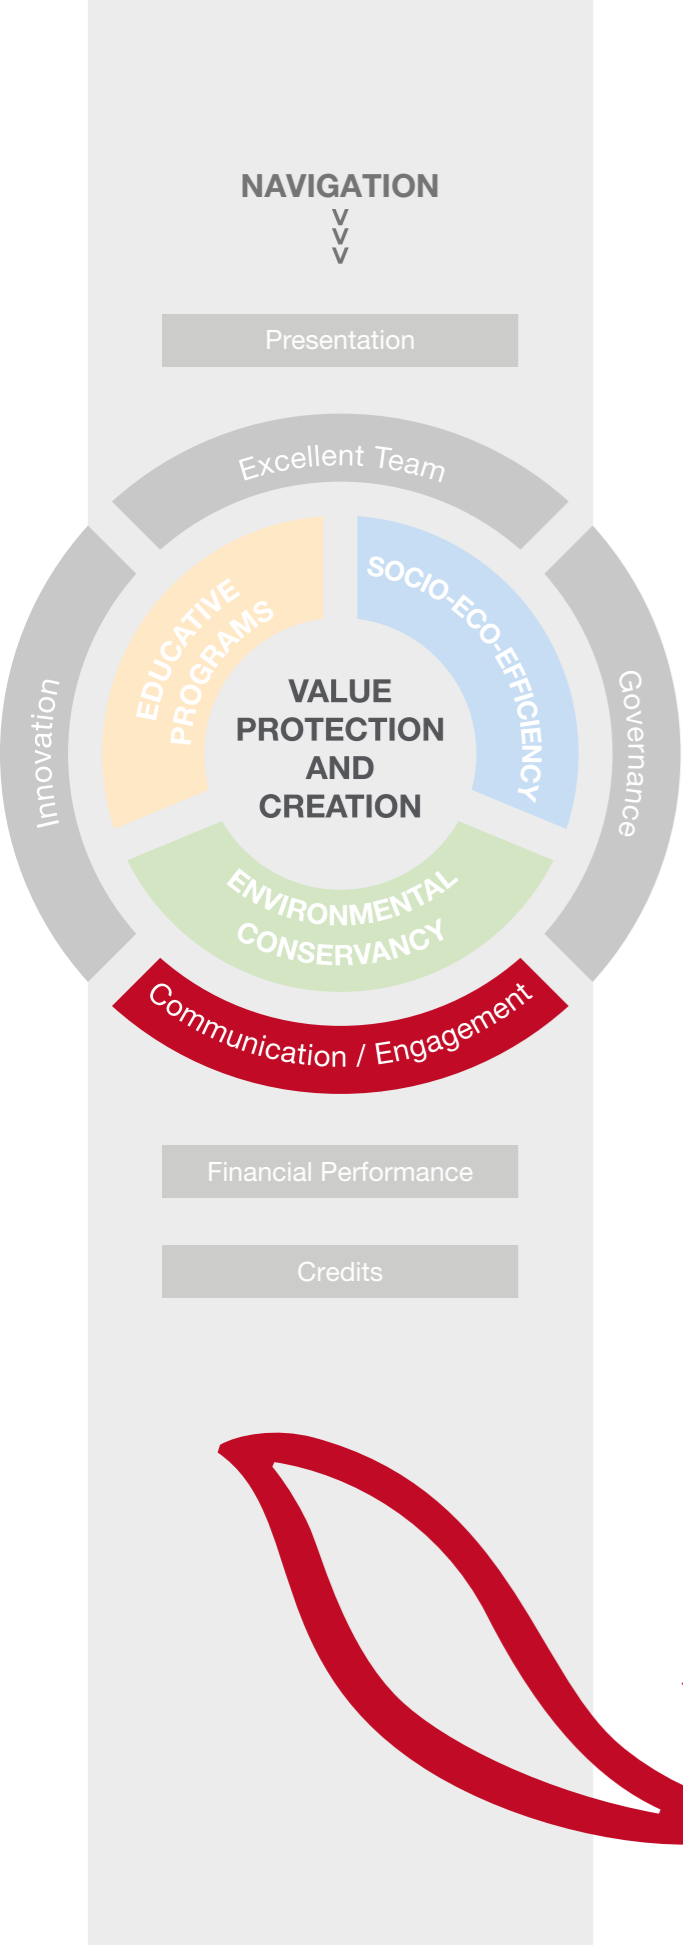 NAVIGATION
>
>
>
Presentation
Excellent Team
EDUCATIVE
PROGRAMS
SOCIO-ECO-EFFICIENCY
Innovation
Governance
VALUE
PROTECTION
AND
CREATION
ENVIRONMENTAL
CONSERVANCY
Communication / Engagement
Financial Performance
Credits